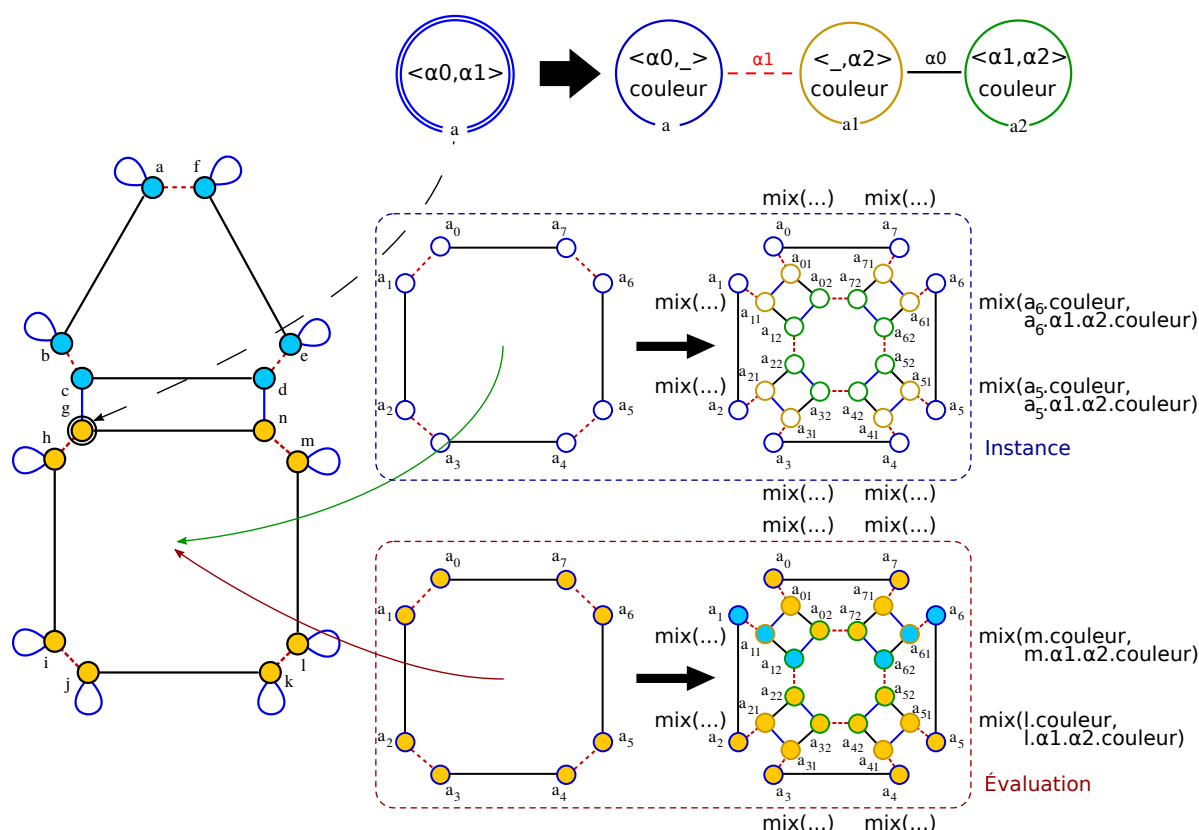 <α0,α1>
a
<α0,_>
couleur
a
α1
<_,α2>
couleur
a1
α0
<α1,α2>
couleur
a2
a
f
b
e
c
d
g
n
h
m
i
l
j
k
a0
a7
a1
a6
a2
a5
a3
a4
mix(...)
mix(...)
a0
a7
a01
a71
a1
a6
a02
a72
a11
a61
a12
a62
mix(...)
mix(a6.couleur,
a6.α1.α2.couleur)
a22
a52
a21
a51
a32
a42
a2
a5
a31
a41
a3
a4
mix(...)
mix(a5.couleur,
a5.α1.α2.couleur)
Instance
mix(...)
mix(...)
mix(...)
mix(...)
a0
a7
a1
a6
a2
a5
a3
a4
a0
a7
a01
a71
a1
a6
a02
a72
a11
a61
a12
a62
mix(...)
mix(m.couleur,
m.α1.α2.couleur)
a22
a52
a21
a51
a32
a42
a2
a5
a31
a41
a3
a4
mix(...)
mix(l.couleur,
l.α1.α2.couleur)
Évaluation
mix(...)
mix(...)